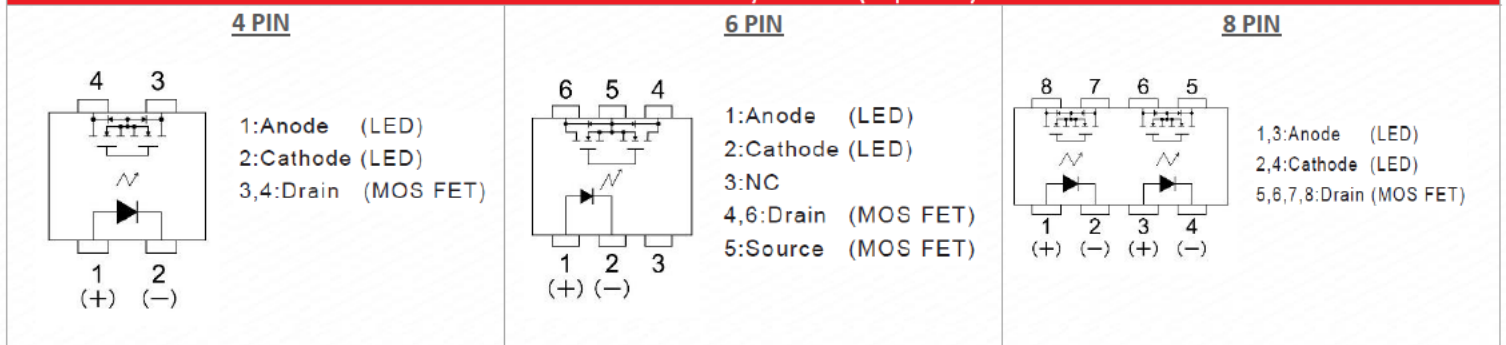 4 PIN
4 3
1:Anode (LED)
2:Cathode (LED)
3,4:Drain (MOS FET)
1 2
(+) (−)
6 PIN
6 5 4
1:Anode (LED)
2:Cathode (LED)
3:NC
4,6:Drain (MOS FET)
5:Source (MOS FET)
1 2 3
(+) (−)
8 PIN
8 7 6 5
1,3:Anode (LED)
2,4:Cathode (LED)
5,6,7,8:Drain (MOS FET)
1 2 3 4
(+) (−) (+) (−)